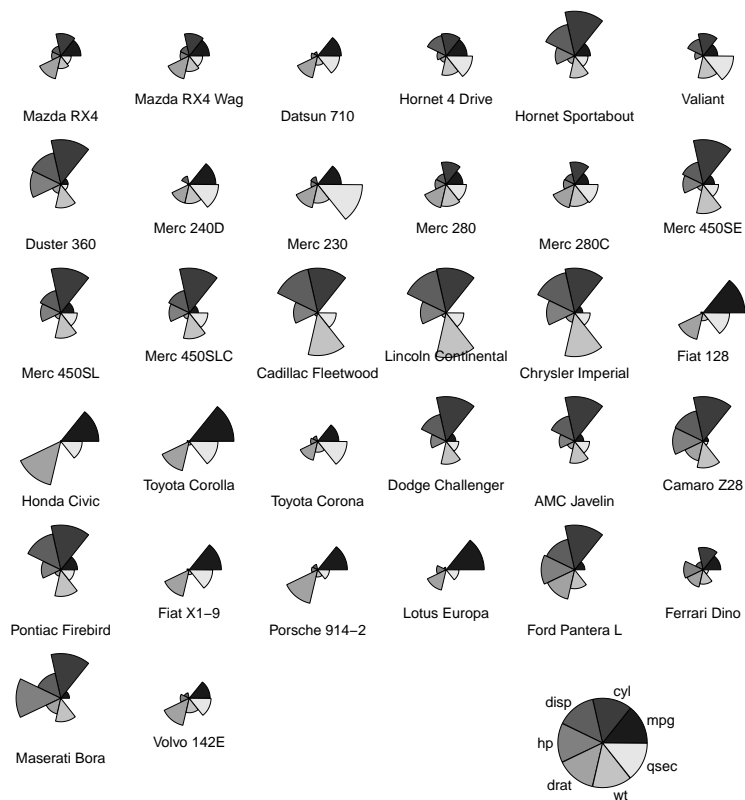 Mazda RX4
Mazda RX4 Wag
Datsun 710
Hornet 4 Drive
Hornet Sportabout
Valiant
Duster 360
Merc 240D
Merc 230
Merc 280
Merc 280C
Merc 450SE
Merc 450SL
Merc 450SLC
Cadillac Fleetwood
Lincoln Continental
Chrysler Imperial
Fiat 128
Honda Civic
Toyota Corolla
Toyota Corona
Dodge Challenger
AMC Javelin
Camaro Z28
Pontiac Firebird
Fiat X1−9
Porsche 914−2
Lotus Europa
Ford Pantera L
Ferrari Dino
Maserati Bora
Volvo 142E
mpg
cyl
disp
hp
drat
wt
qsec